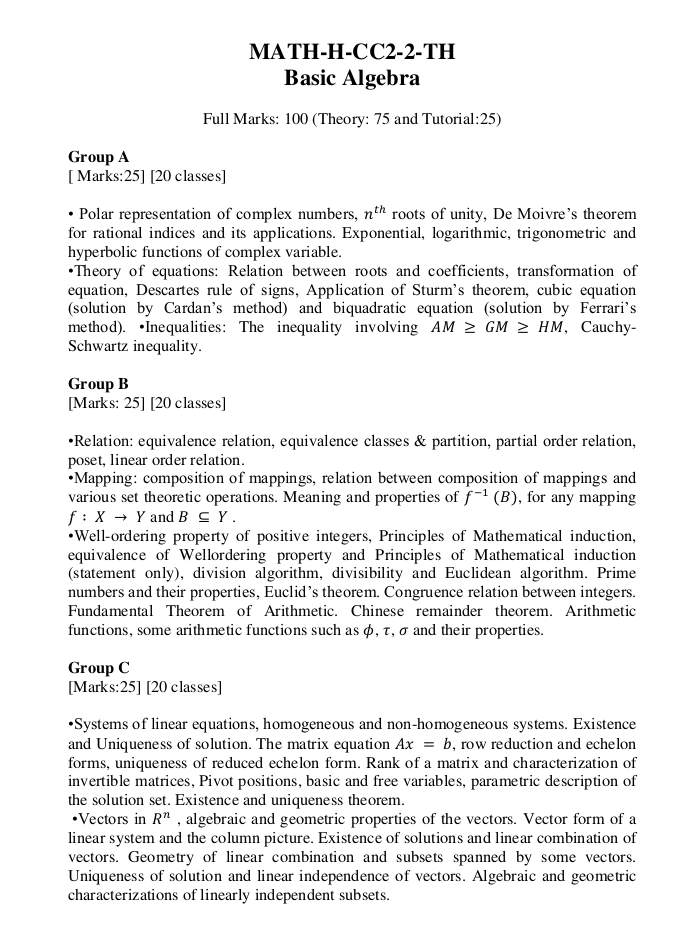 MATH-H-CC2-2-TH
Basic Algebra
Full Marks: 100 (Theory: 75 and Tutorial:25)
Group A
[ Marks:25] [20 classes]
• Polar representation of complex numbers, nᵗʰ roots of unity, De Moivre’s theorem
for rational indices and its applications. Exponential, logarithmic, trigonometric and
hyperbolic functions of complex variable.
•Theory of equations: Relation between roots and coefficients, transformation of
equation, Descartes rule of signs, Application of Sturm’s theorem, cubic equation
(solution by Cardan’s method) and biquadratic equation (solution by Ferrari’s
method). •Inequalities: The inequality involving AM ≥ GM ≥ HM, Cauchy-
Schwartz inequality.
Group B
[Marks: 25] [20 classes]
•Relation: equivalence relation, equivalence classes & partition, partial order relation,
poset, linear order relation.
•Mapping: composition of mappings, relation between composition of mappings and
various set theoretic operations. Meaning and properties of f⁻¹ (B), for any mapping
f : X → Y and B ⊆ Y .
•Well-ordering property of positive integers, Principles of Mathematical induction,
equivalence of Wellordering property and Principles of Mathematical induction
(statement only), division algorithm, divisibility and Euclidean algorithm. Prime
numbers and their properties, Euclid’s theorem. Congruence relation between integers.
Fundamental Theorem of Arithmetic. Chinese remainder theorem. Arithmetic
functions, some arithmetic functions such as ϕ, τ, σ and their properties.
Group C
[Marks:25] [20 classes]
•Systems of linear equations, homogeneous and non-homogeneous systems. Existence
and Uniqueness of solution. The matrix equation Ax = b, row reduction and echelon
forms, uniqueness of reduced echelon form. Rank of a matrix and characterization of
invertible matrices, Pivot positions, basic and free variables, parametric description of
the solution set. Existence and uniqueness theorem.
•Vectors in Rⁿ , algebraic and geometric properties of the vectors. Vector form of a
linear system and the column picture. Existence of solutions and linear combination of
vectors. Geometry of linear combination and subsets spanned by some vectors.
Uniqueness of solution and linear independence of vectors. Algebraic and geometric
characterizations of linearly independent subsets.